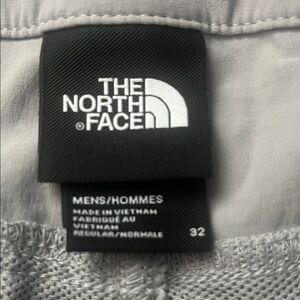 THE
NORTH
®FACE
MENS/HOMMES
MADE IN VIETNAM
FABRIQUÉ AU
VIETNAM
REGULAR/NORMALE 32